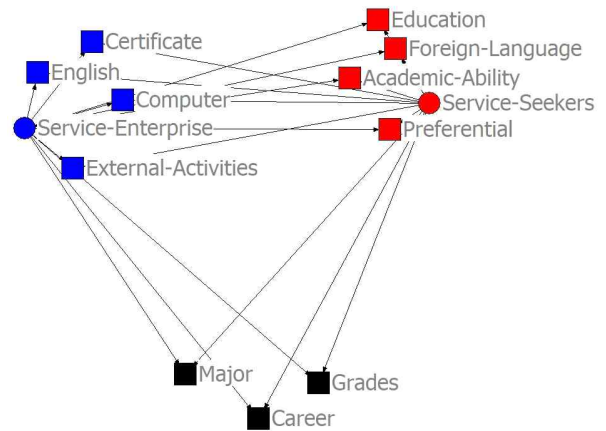 Education
Certificate
Foreign-Language
English
Academic-Ability
Computer
Service-Seekers
Service-Enterprise
Preferential
External-Activities
Major
Grades
Career